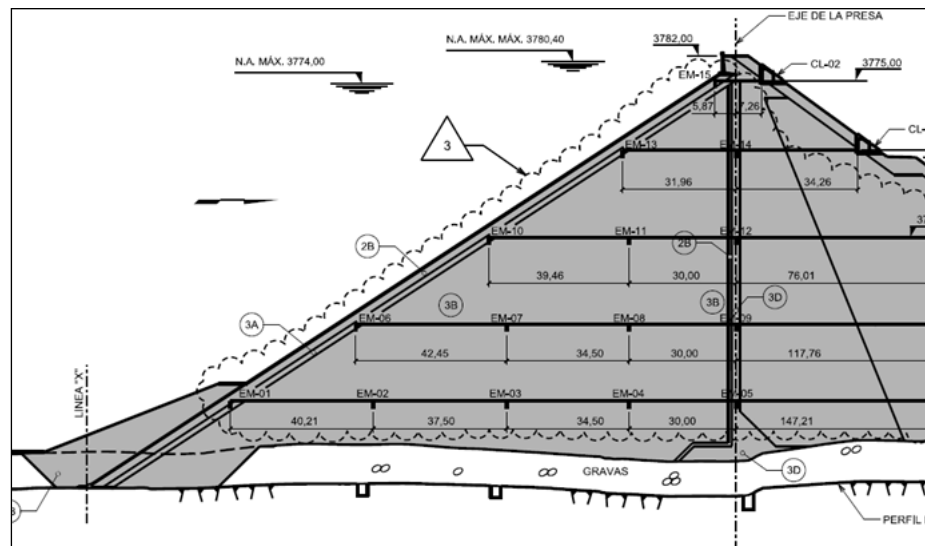 EJE DE LA PRESA
N.A. MÁX. MÁX. 3780,40
3782,00
N.A. MÁX. 3774,00
CL-02
3775,00
EM-15
5,87
7,26
3
CL-
EM-13
EM-14
31,96
34,26
37
EM-10
EM-11
EM-12
2B
2B
39,46
30,00
76,01
3B
3B
3D
3A
EM-06
EM-07
EM-08
EM-09
42,45
34,50
30,00
117,76
LINEA "X"
EM-01
EM-02
EM-03
EM-04
EM-05
40,21
37,50
34,50
30,00
147,21
GRAVAS
3D
PERFIL